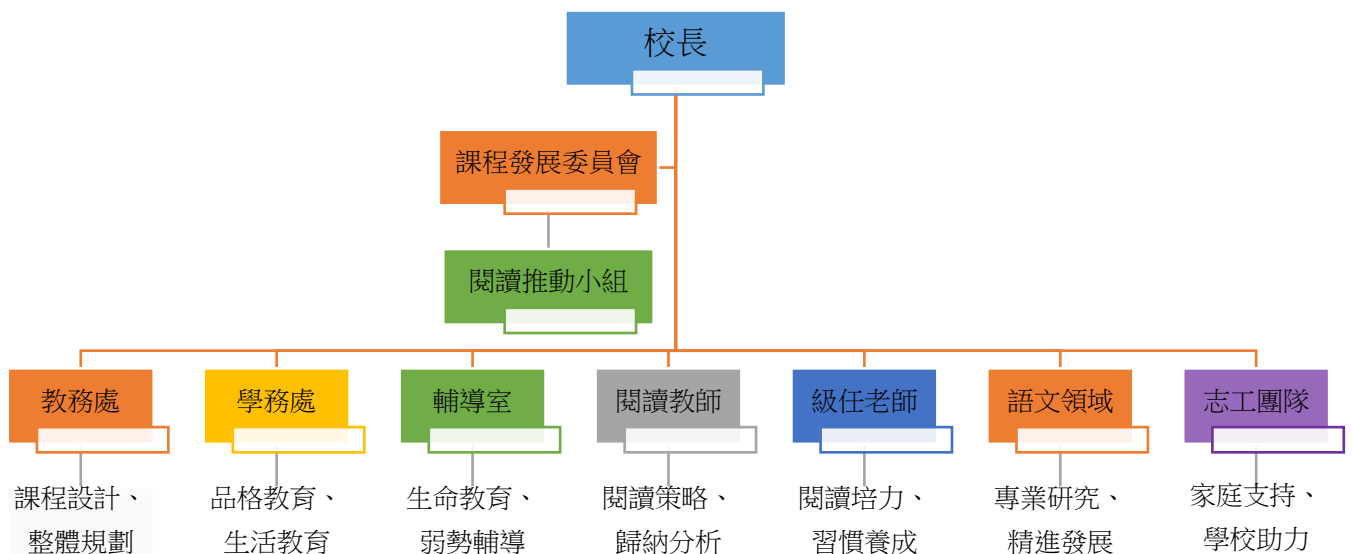 校長
課程發展委員會
閱讀推動小組
教務處
學務處
輔導室
閱讀教師
級任老師
語文領域
志工團隊
課程設計、
整體規劃
品格教育、
生活教育
生命教育、
弱勢輔導
閱讀策略、
歸納分析
閱讀培力、
習慣養成
專業研究、
精進發展
家庭支持、
學校助力